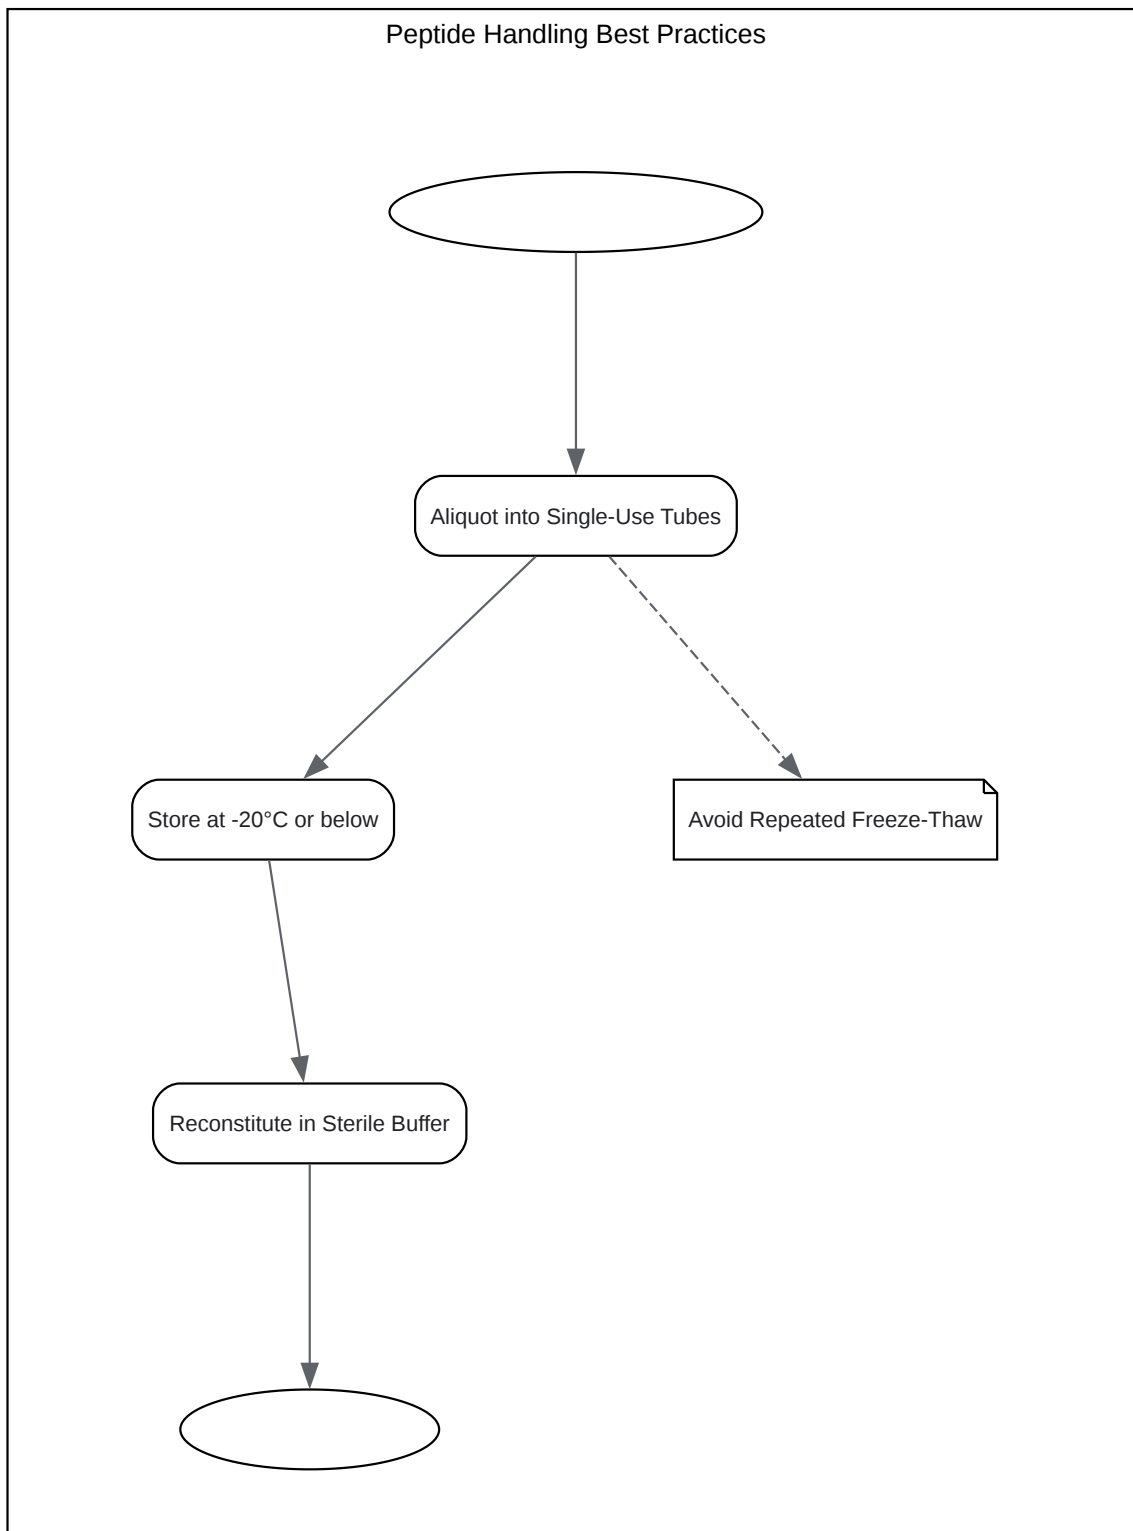 Peptide Handling Best Practices
Aliquot into Single-Use Tubes
Store at -20°C or below
Avoid Repeated Freeze-Thaw
Reconstitute in Sterile Buffer